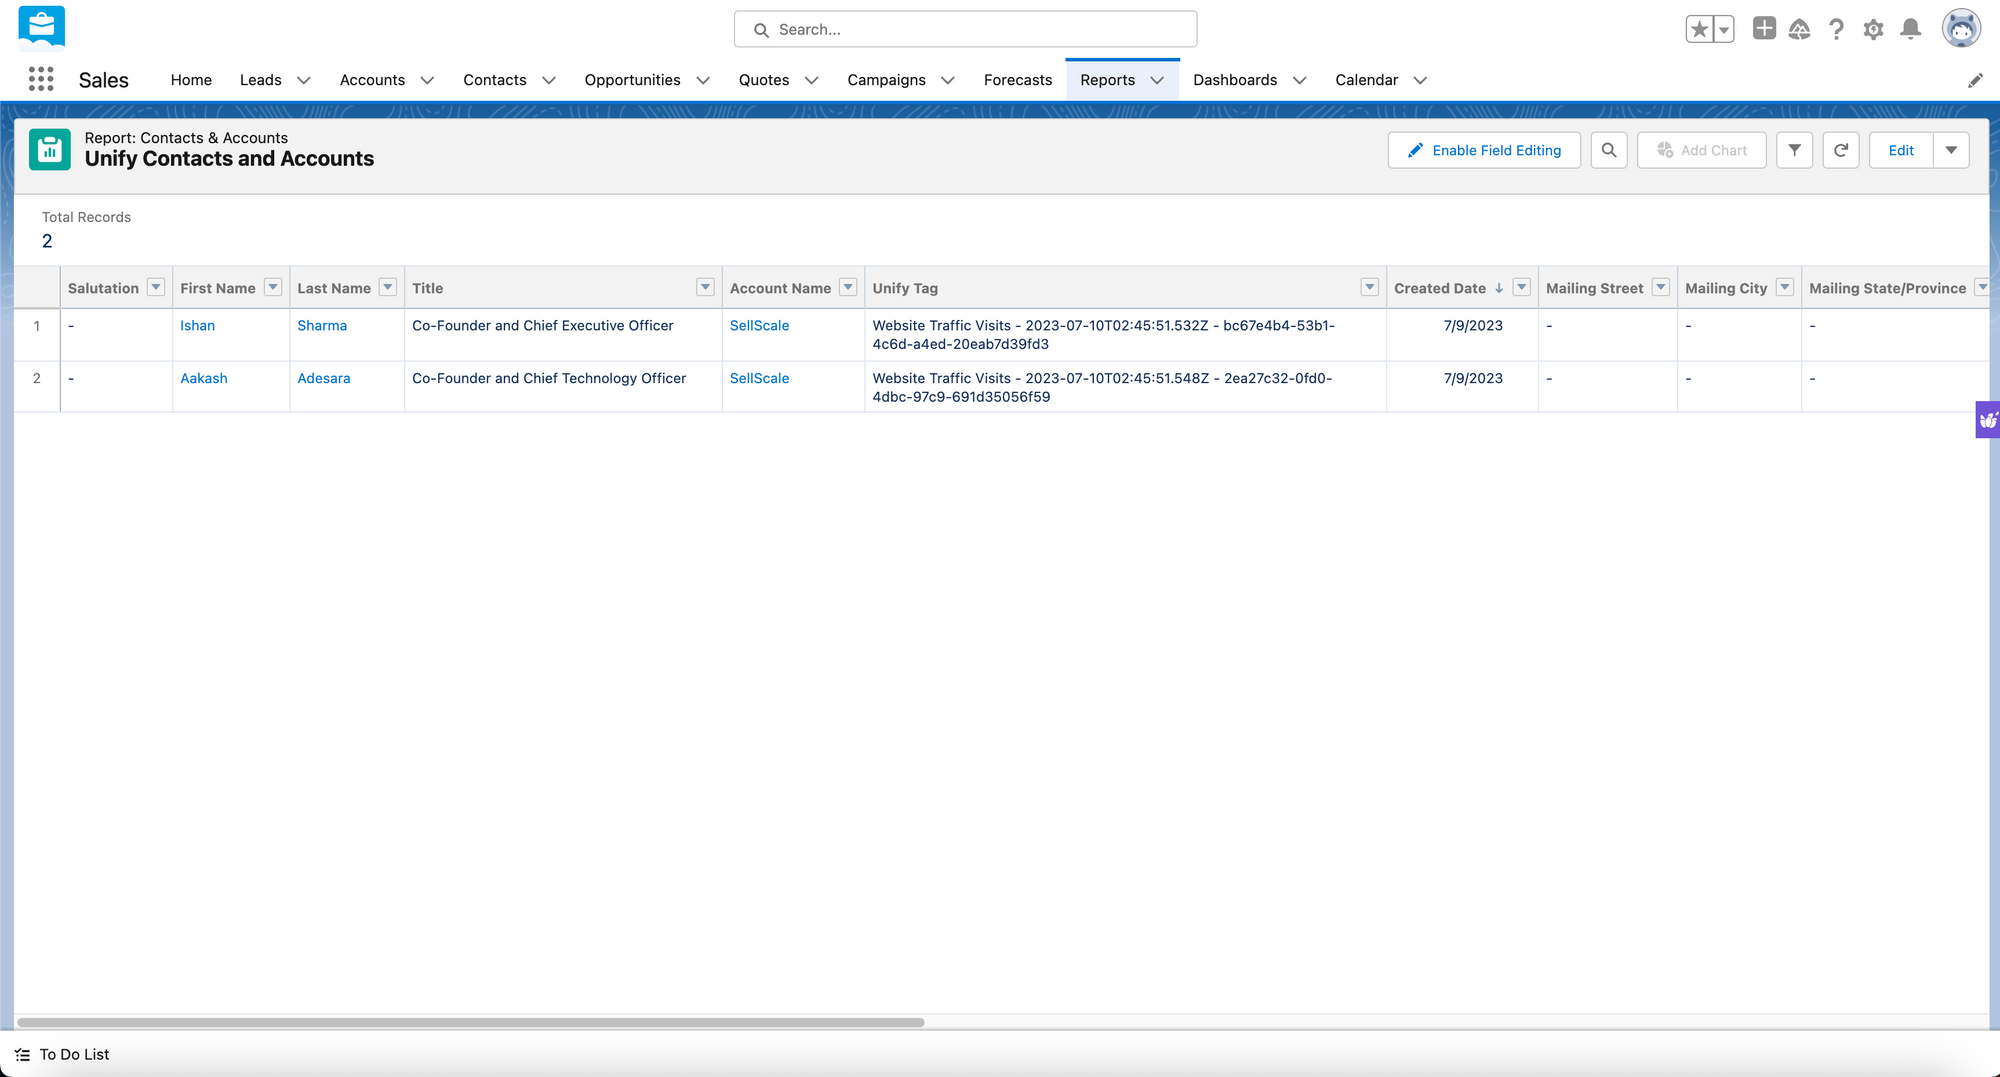 Search...
Sales
Home
Leads
Accounts
Contacts
Opportunities
Quotes
Campaigns
Forecasts
Reports
Dashboards
Calendar
Report: Contacts & Accounts
Unify Contacts and Accounts
Enable Field Editing
Add Chart
Edit
Total Records
2
Salutation
First Name
Last Name
Title
Account Name
Unify Tag
Created Date ↓
Mailing Street
Mailing City
Mailing State/Province
1
-
Ishan
Sharma
Co-Founder and Chief Executive Officer
SellScale
Website Traffic Visits - 2023-07-10T02:45:51.532Z - bc67e4b4-53b1-
4c6d-a4ed-20eab7d39fd3
7/9/2023
-
-
-
2
-
Aakash
Adesara
Co-Founder and Chief Technology Officer
SellScale
Website Traffic Visits - 2023-07-10T02:45:51.548Z - 2ea27c32-0fd0-
4dbc-97c9-691d35056f59
7/9/2023
-
-
-
To Do List